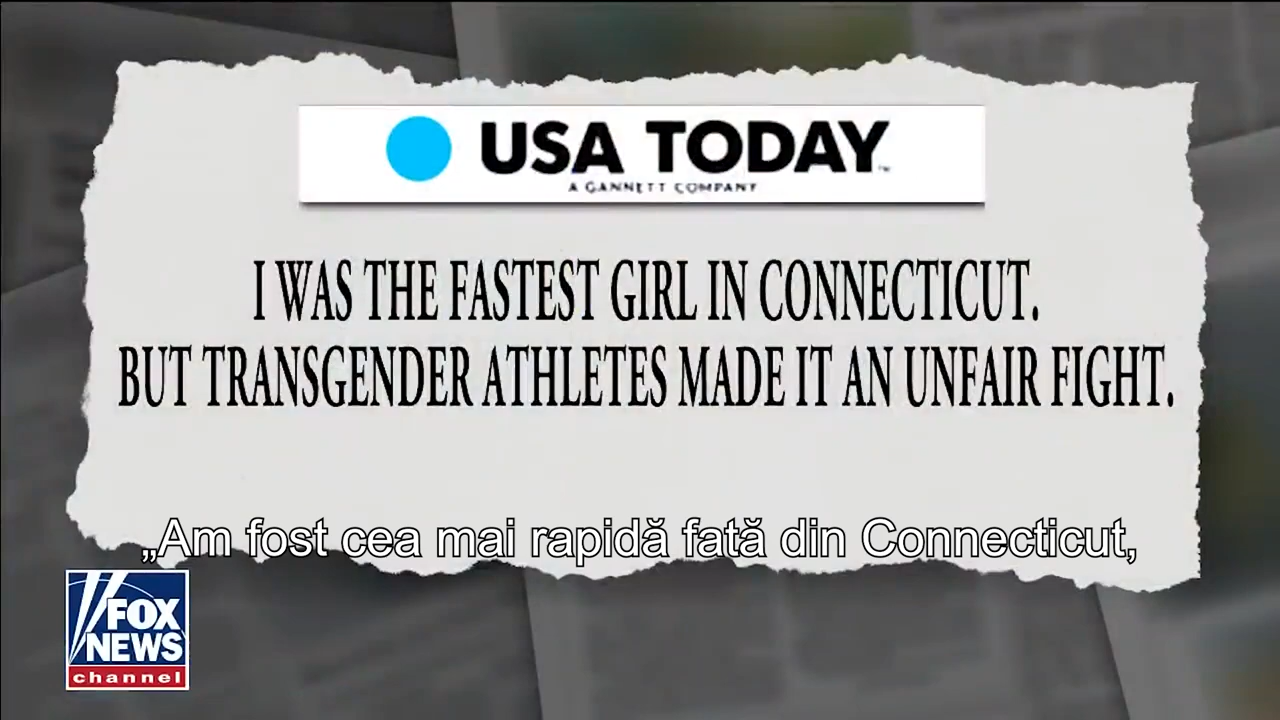 USA TODAY™
A GANNETT COMPANY
I WAS THE FASTEST GIRL IN CONNECTICUT.
BUT TRANSGENDER ATHLETES MADE IT AN UNFAIR FIGHT.
„Am fost cea mai rapidă fată din Connecticut,
FOX
NEWS
channel